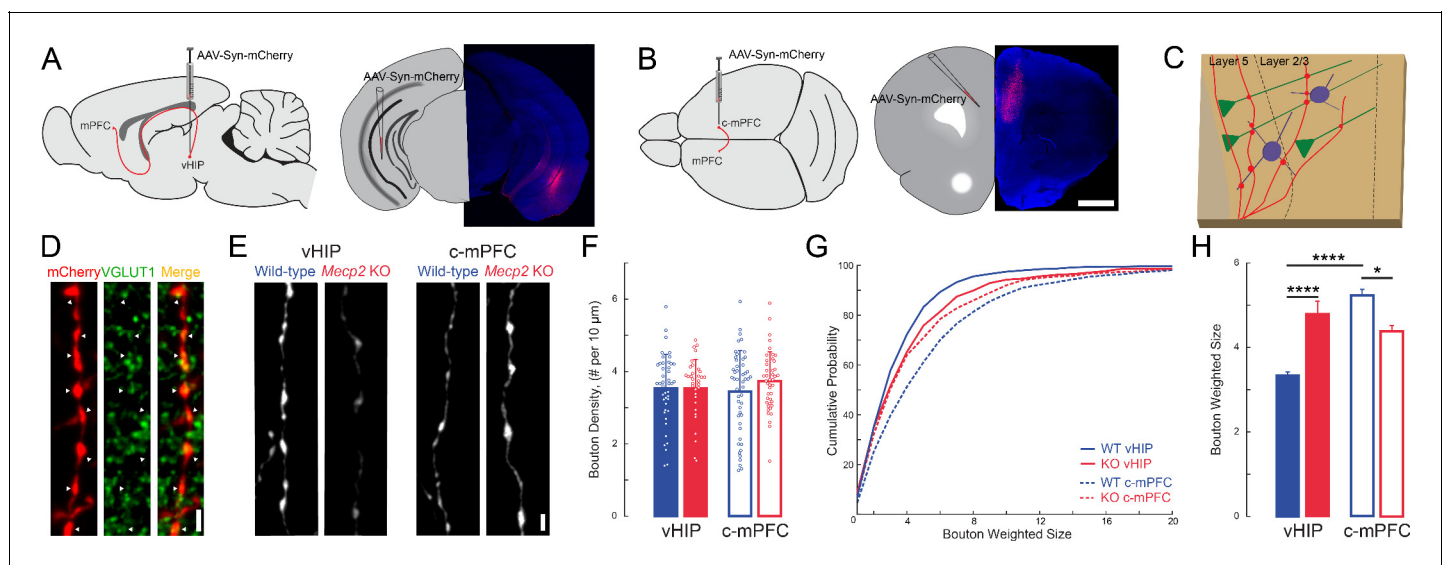 A
AAV-Syn-mCherry
mPFC
vHIP
AAV-Syn-mCherry
B
AAV-Syn-mCherry
c-mPFC
mPFC
AAV-Syn-mCherry
C
Layer 5
Layer 2/3
D
mCherry VGLUT1 Merge
E
vHIP
c-mPFC
Wild-type Mecp2 KO
Wild-type Mecp2 KO
F
Bouton Density, (# per 10 µm)
6
4
2
0
vHIP
c-mPFC
G
Cumulative Probability
100
80
60
40
20
0
4
8
12
16
20
Bouton Weighted Size
WT vHIP
KO vHIP
WT c-mPFC
KO c-mPFC
H
Bouton Weighted Size
6
4
2
0
****
****
*
vHIP
c-mPFC